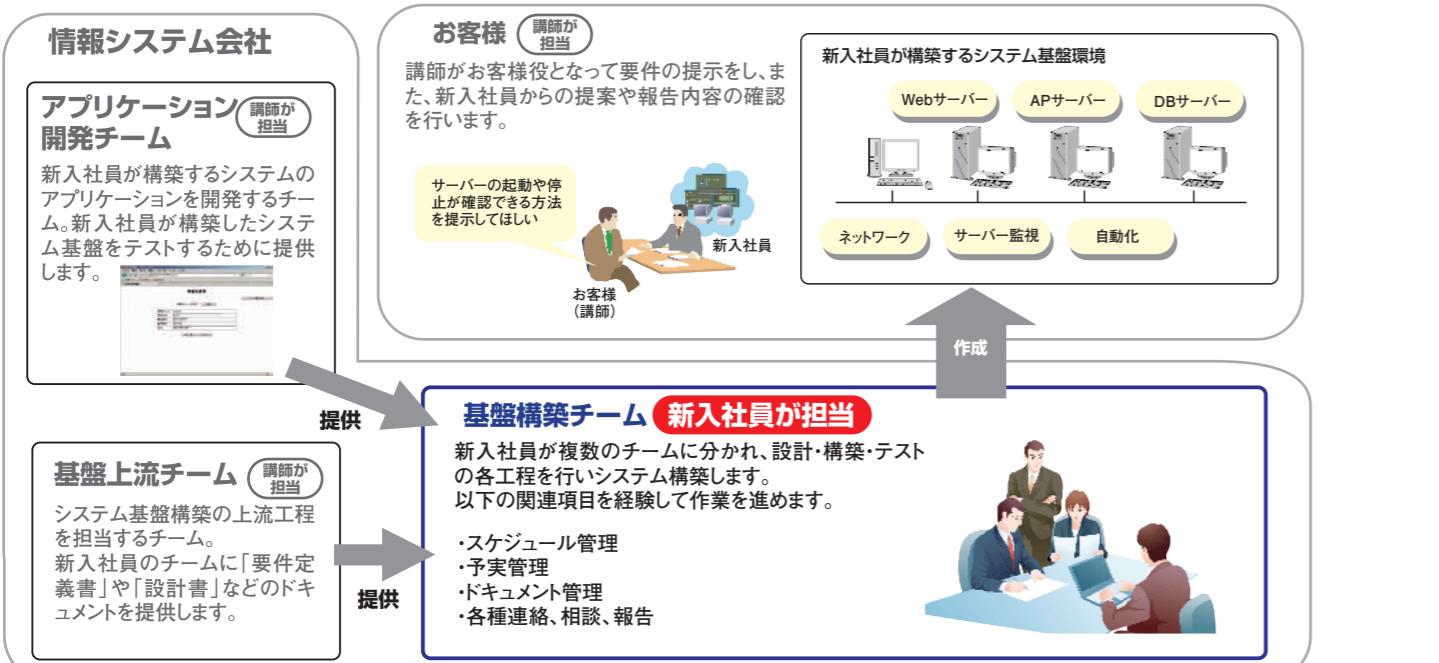 情報システム会社
アプリケーション
開発チーム
講師が
担当
新入社員が構築するシステムの
アプリケーションを開発するチー
ム。新入社員が構築したシステ
ム基盤をテストするために提供
します。
提供
基盤上流チーム
講師が
担当
システム基盤構築の上流工程
を担当するチーム。
新入社員のチームに「要件定
義書」や「設計書」などのドキ
ュメントを提供します。
提供
お客様
講師が
担当
講師がお客様役となって要件の提示をし、ま
た、新入社員からの提案や報告内容の確認
を行います。
サーバーの起動や停
止が確認できる方法
を提示してほしい
新入社員
お客様
（講師）
新入社員が構築するシステム基盤環境
Webサーバー
APサーバー
DBサーバー
ネットワーク
サーバー監視
自動化
作成
基盤構築チーム
新入社員が担当
新入社員が複数のチームに分かれ、設計・構築・テスト
の各工程を行いシステム構築します。
以下の関連項目を経験して作業を進めます。
・スケジュール管理
・予実管理
・ドキュメント管理
・各種連絡、相談、報告